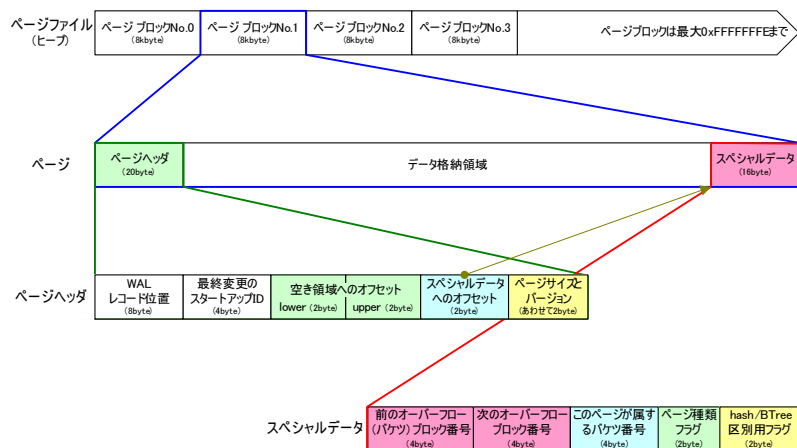 ページファイル
(ヒープ)
ページ ブロックNo.0
(8kbyte)
ページ ブロックNo.1
(8kbyte)
ページ ブロックNo.2
(8kbyte)
ページ ブロックNo.3
(8kbyte)
ページブロックは最大0xFFFFFFFEまで
ページ
ページヘッダ
(20byte)
データ格納領域
スペシャルデータ
(16byte)
ページヘッダ
WAL
レコード位置
(8byte)
最終変更の
スタートアップID
(4byte)
空き領域へのオフセット
lower (2byte)
upper (2byte)
スペシャルデータ
へのオフセット
(2byte)
ページサイズと
バージョン
(あわせて2byte)
スペシャルデータ
前のオーバーフロー
(バケツ)ブロック番号
(4byte)
次のオーバーフロー
ブロック番号
(4byte)
このページが属す
るバケツ番号
(4byte)
ページ種類
フラグ
(2byte)
hash/BTree
区別用フラグ
(2byte)